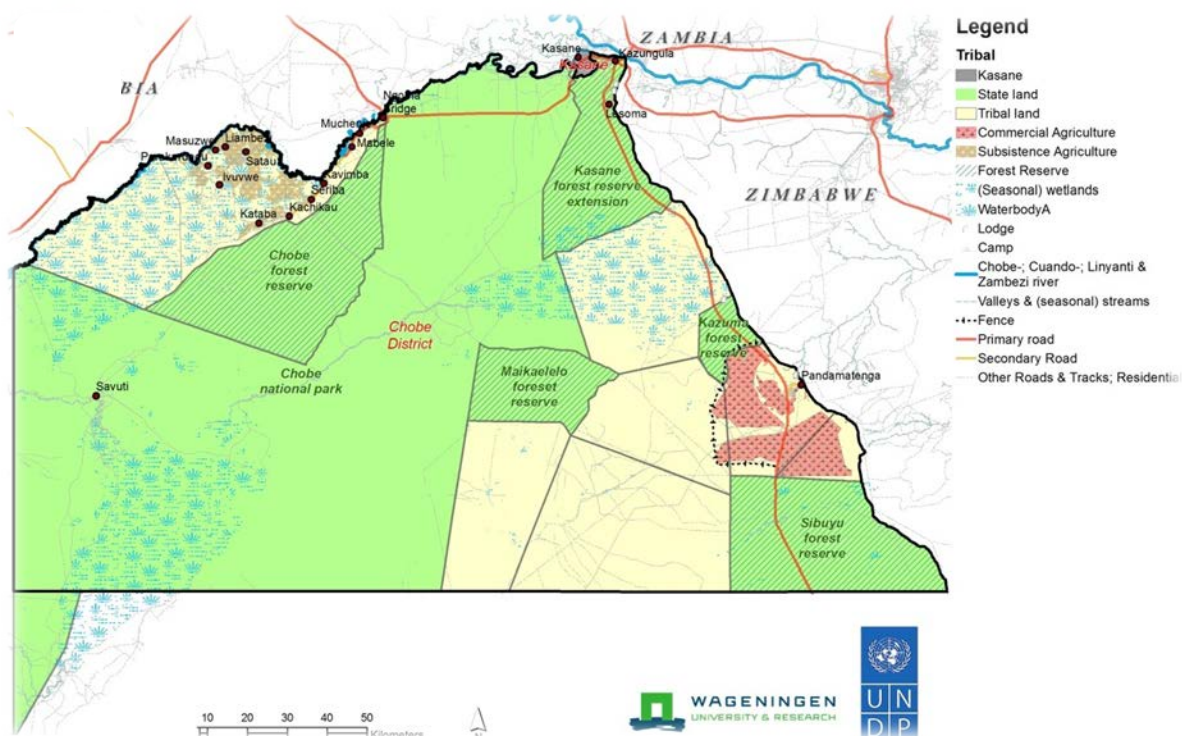 Legend
Tribal
Kasane
State land
Tribal land
Commercial Agriculture
Subsistence Agriculture
Forest Reserve
(Seasonal) wetlands
WaterbodyA
Lodge
Camp
Chobe-; Cuando-; Linyanti &
Zambezi river
Valleys & (seasonal) streams
Fence
Primary road
Secondary Road
Other Roads & Tracks; Residential
ZAMBIA
BIA
ZIMBABWE
Kasane
Kasane
Kazungula
Lesoma
Bridge
Mabele
Masuzwe
Liambezi
Satau
Ivuvwe
Kavimba
Seriba
Kachikau
Kataba
Kasane
forest reserve
extension
Chobe
forest
reserve
Chobe
District
Chobe
national park
Savuti
Maikaelelo
foreset
reserve
Kazuma
forest
reserve
Pandamatenga
Sibuyu
forest
reserve
10 20 30 40 50
Kilometers
N
WAGENINGEN
UNIVERSITY & RESEARCH
UN
DP